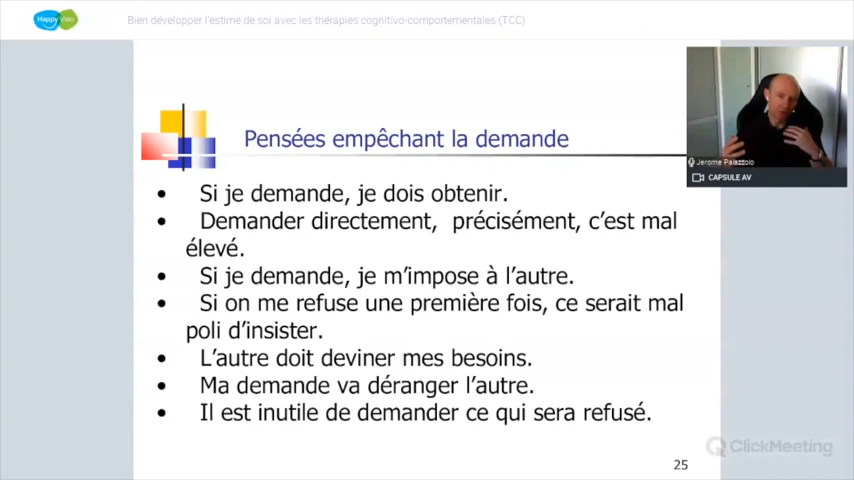 Happy Visio
Bien développer l'estime de soi avec les thérapies cognitivo-comportementales (TCC)
Pensées empêchant la demande
Jerome Palazzolo
CAPSULE AV
• Si je demande, je dois obtenir.
• Demander directement, précisément, c'est mal
élevé.
• Si je demande, je m'impose à l'autre.
• Si on me refuse une première fois, ce serait mal
poli d'insister.
• L'autre doit deviner mes besoins.
• Ma demande va déranger l'autre.
• Il est inutile de demander ce qui sera refusé.
ClickMeeting
25